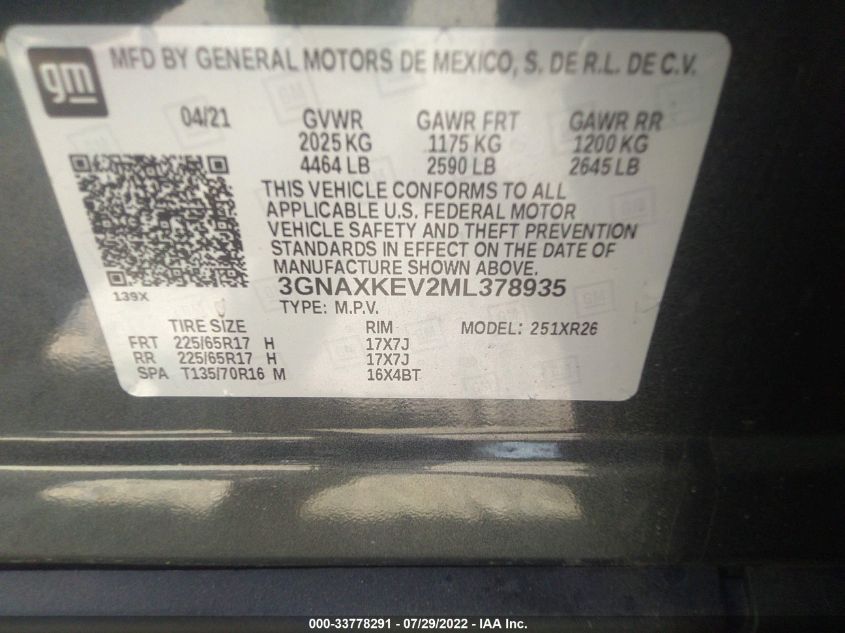 gm
MFD BY GENERAL MOTORS DE MEXICO, S. DE R.L. DE C.V.
04/21 GVWR GAWR FRT GAWR RR
2025 KG 1175 KG 1200 KG
4464 LB 2590 LB 2645 LB
THIS VEHICLE CONFORMS TO ALL
APPLICABLE U.S. FEDERAL MOTOR
VEHICLE SAFETY AND THEFT PREVENTION
STANDARDS IN EFFECT ON THE DATE OF
MANUFACTURE SHOWN ABOVE.
139X 3GNAXKEV2ML378935
TYPE: M.P.V.
TIRE SIZE RIM MODEL: 251XR26
FRT 225/65R17 H 17X7J
RR 225/65R17 H 17X7J
SPA T135/70R16 M 16X4BT
000-33778291 - 07/29/2022 - IAA Inc.